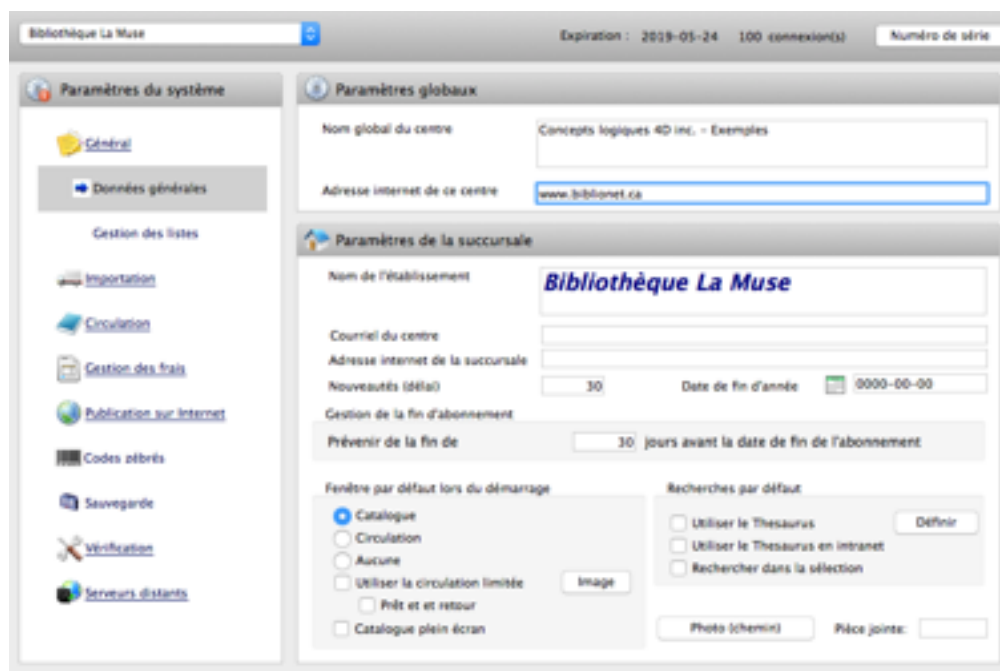 Bibliothèque La Muse
Expiration : 2019-05-24 100 connexion(s) Numéro de série
Paramètres du système
Général
Données générales
Gestion des listes
Importation
Circulation
Gestion des frais
Publication sur Internet
Codes zébrés
Sauvegarde
Vérification
Serveurs distants
Paramètres globaux
Nom global du centre Concepts logiques 4D inc. - Exemples
Adresse internet de ce centre www.biblionet.ca
Paramètres de la succursale
Nom de l'établissement Bibliothèque La Muse
Courriel du centre
Adresse internet de la succursale
Nouveautés (délai) 30 Date de fin d'année 0000-00-00
Gestion de la fin d'abonnement
Prévenir de la fin de 30 jours avant la date de fin de l'abonnement
Fenêtre par défaut lors du démarrage
Catalogue
Circulation
Aucune
Utiliser la circulation limitée Image
Prêt et et retour
Catalogue plein écran
Recherches par défaut
Utiliser le Thesaurus Définir
Utiliser le Thesaurus en intranet
Rechercher dans la sélection
Photo (chemin) Pièce jointe: